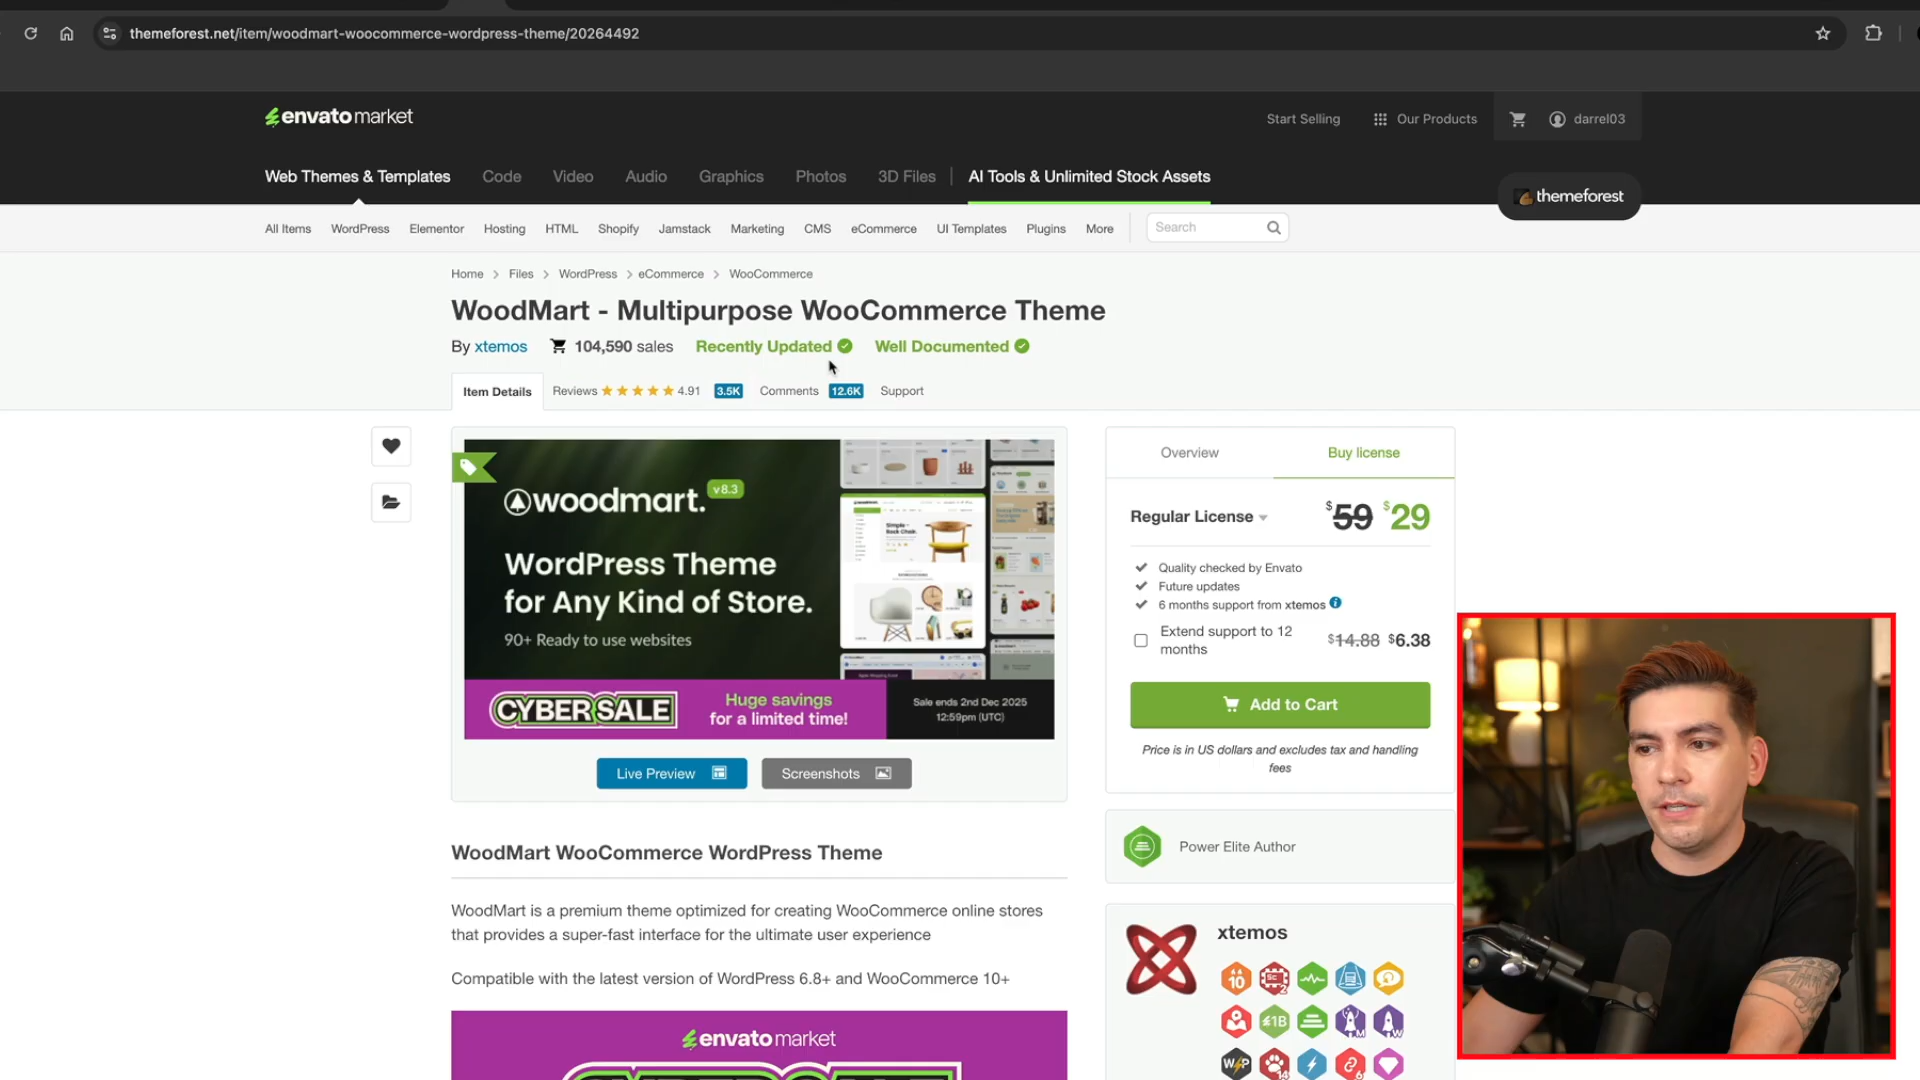 themeforest.net/item/woodmart-woocommerce-wordpress-theme/20264492
envato market
Start Selling
Our Products
darrel03
Web Themes & Templates
Code
Video
Audio
Graphics
Photos
3D Files
AI Tools & Unlimited Stock Assets
themeforest
All Items
WordPress
Elementor
Hosting
HTML
Shopify
Jamstack
Marketing
CMS
eCommerce
UI Templates
Plugins
More
Search
Home > Files > WordPress > eCommerce > WooCommerce
WoodMart - Multipurpose WooCommerce Theme
By xtemos
104,590 sales
Recently Updated
Well Documented
Item Details
Reviews
4.91
3.5K
Comments
12.6K
Support
woodmart.
v8.3
WordPress Theme
for Any Kind of Store.
90+ Ready to use websites
CYBER SALE
Huge savings
for a limited time!
Sale ends 2nd Dec 2025
12:59pm (UTC)
Live Preview
Screenshots
Overview
Buy license
Regular License
$59 $29
Quality checked by Envato
Future updates
6 months support from xtemos
Extend support to 12
months
$14.88 $6.38
Add to Cart
Price is in US dollars and excludes tax and handling
fees
Power Elite Author
WoodMart WooCommerce WordPress Theme
WoodMart is a premium theme optimized for creating WooCommerce online stores
that provides a super-fast interface for the ultimate user experience
Compatible with the latest version of WordPress 6.8+ and WooCommerce 10+
envato market
xtemos
10
SC
2
1B
M
W